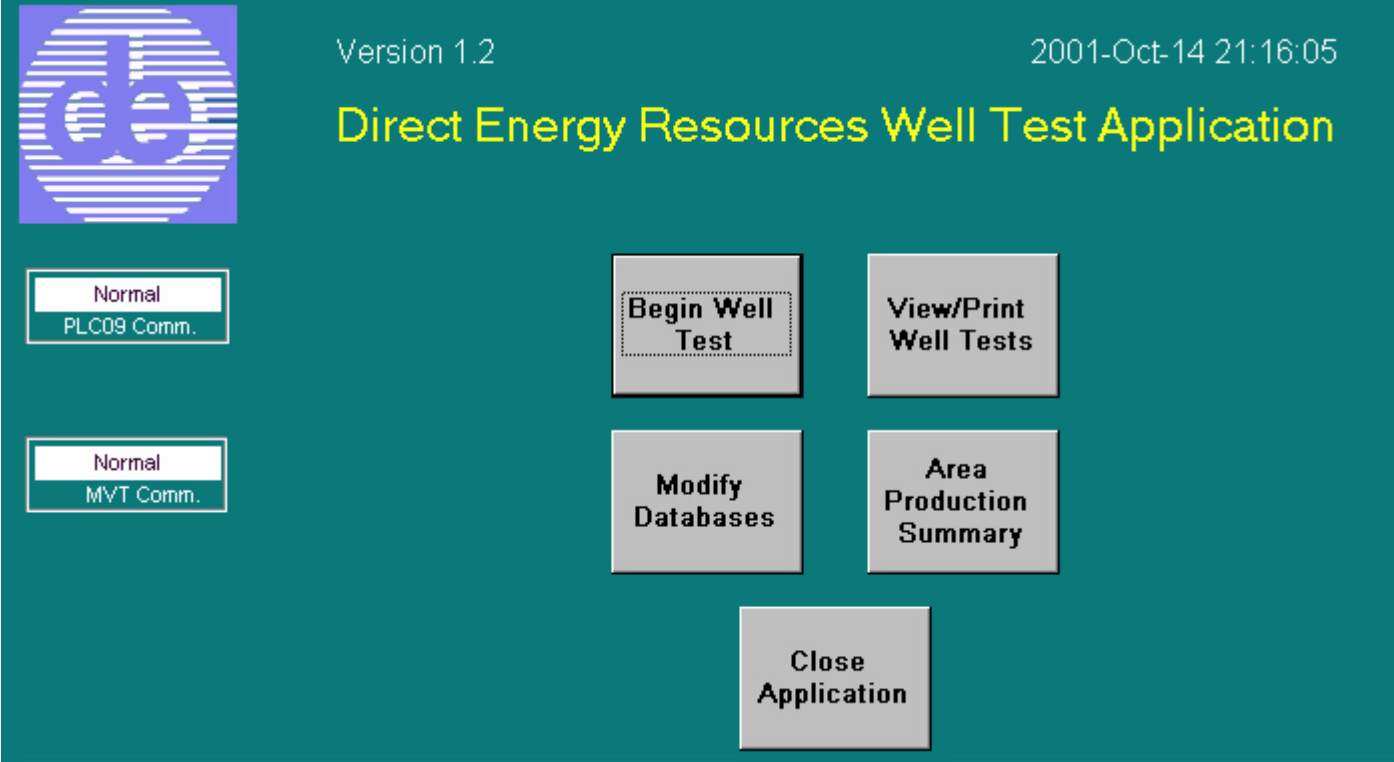 de
Version 1.2
2001-Oct-14 21:16:05
Direct Energy Resources Well Test Application
Normal
PLC09 Comm.
Begin Well
Test
View/Print
Well Tests
Normal
MVT Comm.
Modify
Databases
Area
Production
Summary
Close
Application